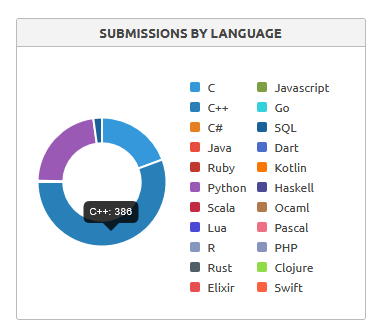 SUBMISSIONS BY LANGUAGE
C
C++
C#
Java
Ruby
Python
Scala
Lua
R
Rust
Elixir
Javascript
Go
SQL
Dart
Kotlin
Haskell
Ocaml
Pascal
PHP
Clojure
Swift
C++: 386